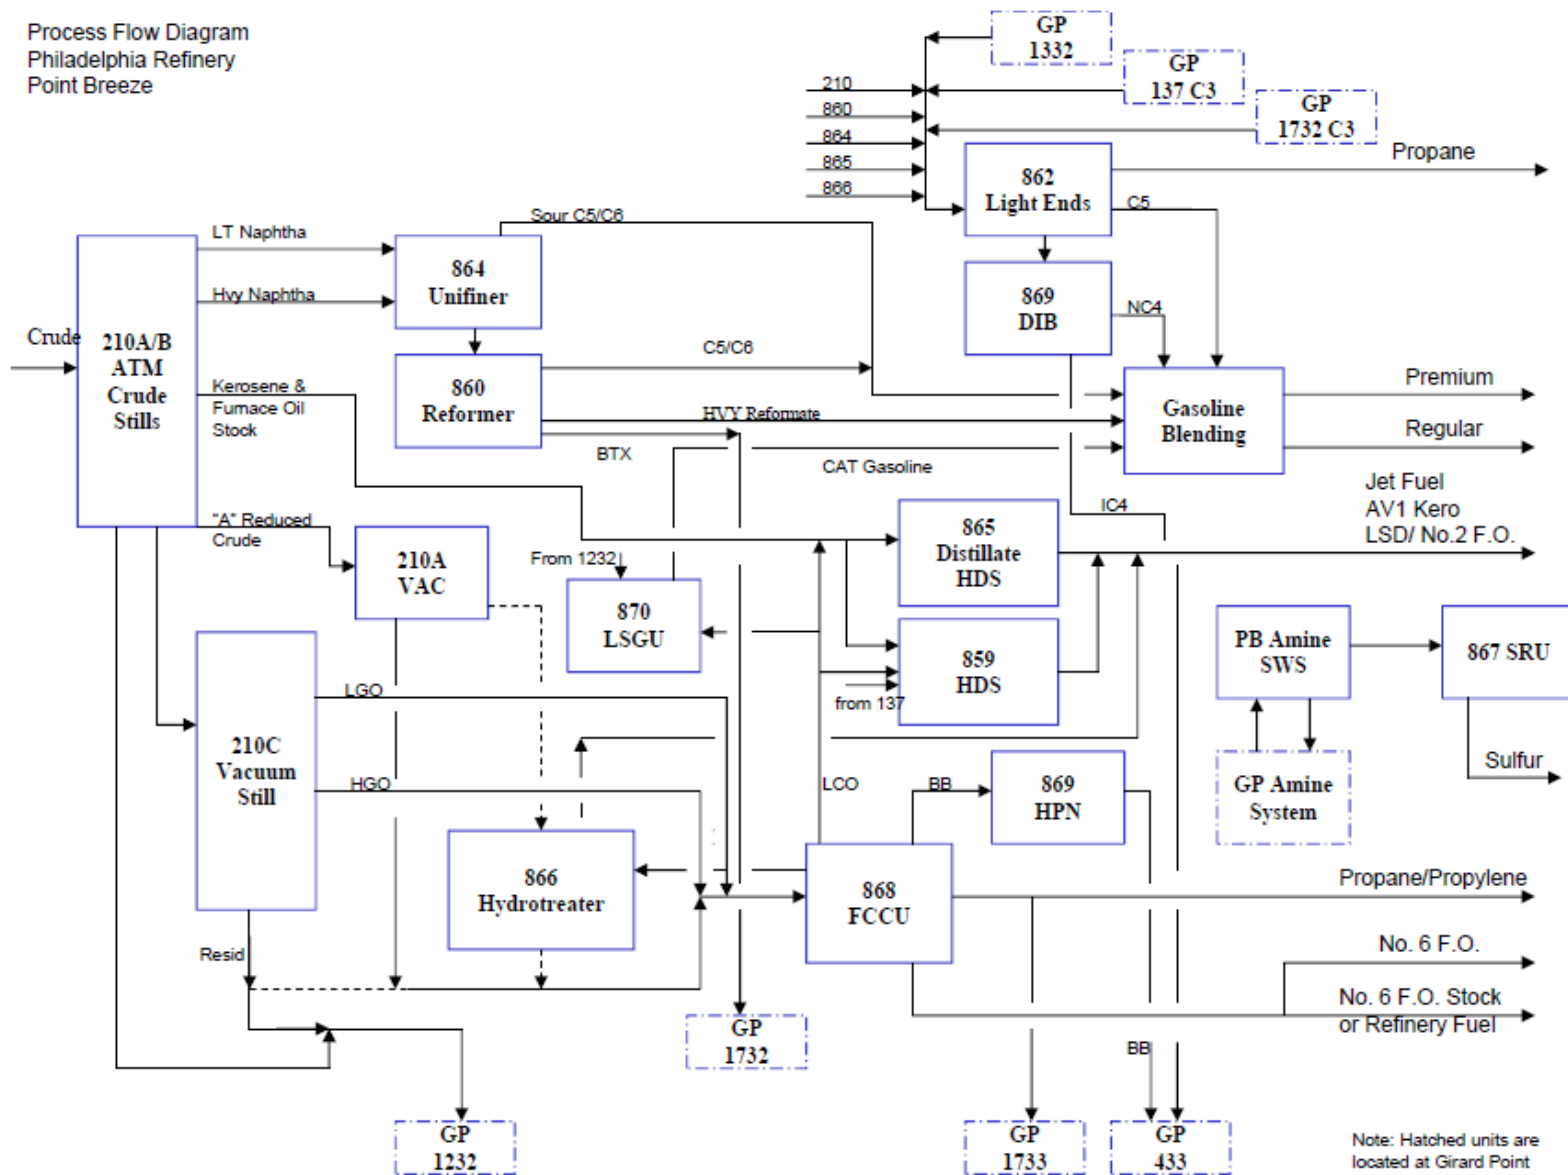 Process Flow Diagram
Philadelphia Refinery
Point Breeze
GP
1332
GP
137 C3
GP
1732 C3
210
860
864
865
866
862
Light Ends
Propane
C5
LT Naphtha
Hvy Naphtha
Sour C5/C6
864
Unifiner
869
DIB
NC4
Crude
210A/B
ATM
Crude
Stills
Kerosene &
Furnace Oil
Stock
860
Reformer
C5/C6
HVY Reformate
BTX
CAT Gasoline
Gasoline
Blending
Premium
Regular
Jet Fuel
AV1 Kero
LSD/ No.2 F.O.
IC4
"A" Reduced
Crude
210A
VAC
From 1232
870
LSGU
865
Distillate
HDS
859
HDS
from 137
PB Amine
SWS
867 SRU
Sulfur
GP Amine
System
210C
Vacuum
Still
LGO
HGO
LCO
BB
869
HPN
866
Hydrotreater
868
FCCU
Propane/Propylene
No. 6 F.O.
No. 6 F.O. Stock
or Refinery Fuel
Resid
GP
1732
BB
GP
1232
GP
1733
GP
433
Note: Hatched units are
located at Girard Point